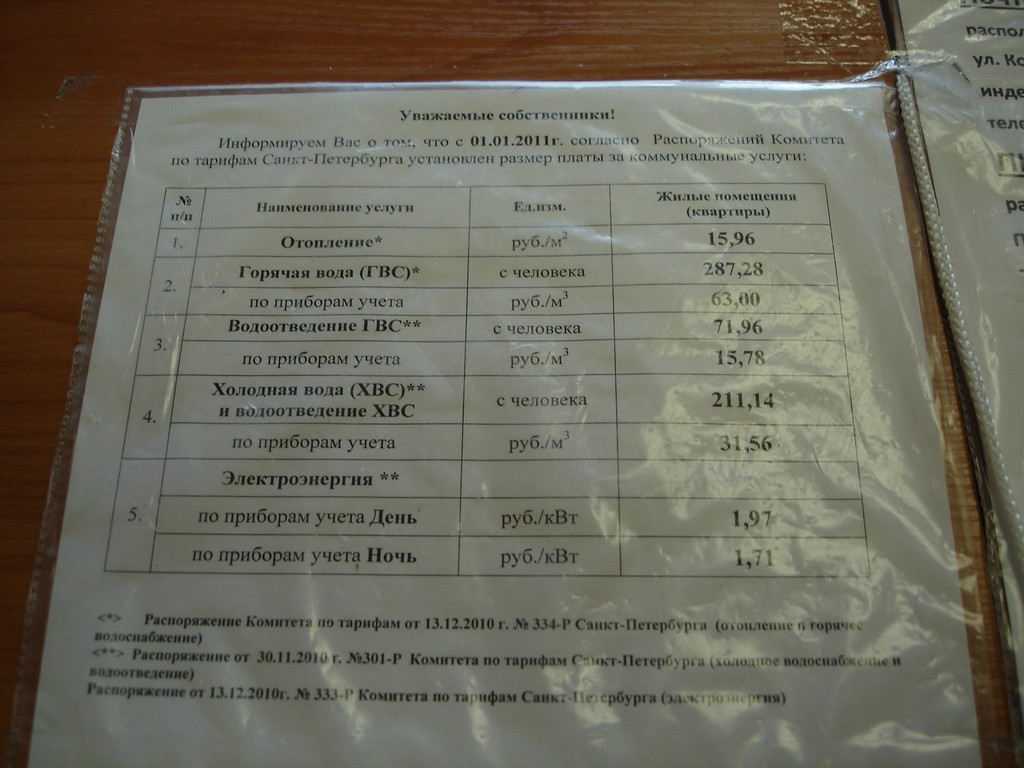 Уважаемые собственники!
Информируем Вас о том, что с 01.01.2011г. согласно Распоряжений Комитета
по тарифам Санкт-Петербурга установлен размер платы за коммунальные услуги:
№ п/п Наименование услуги Ед.изм. Жилые помещения (квартиры)
1. Отопление* руб./м² 15,96
2. Горячая вода (ГВС)* с человека 287,28
по приборам учета руб./м³ 63,00
3. Водоотведение ГВС** с человека 71,96
по приборам учета руб./м³ 15,78
4. Холодная вода (ХВС)**
и водоотведение ХВС с человека 211,14
по приборам учета руб./м³ 31,56
5. Электроэнергия **
по приборам учета День руб./кВт 1,97
по приборам учета Ночь руб./кВт 1,71
<*> Распоряжение Комитета по тарифам от 13.12.2010 г. № 334-Р Санкт-Петербурга (отопление и горячее
водоснабжение)
<**> Распоряжение от 30.11.2010 г. №301-Р Комитета по тарифам Санкт-Петербурга (холодное водоснабжение и
водоотведение)
Распоряжение от 13.12.2010г. № 333-Р Комитета по тарифам Санкт-Петербурга (электроэнергия)
распол
ул. Ко
инде
теле